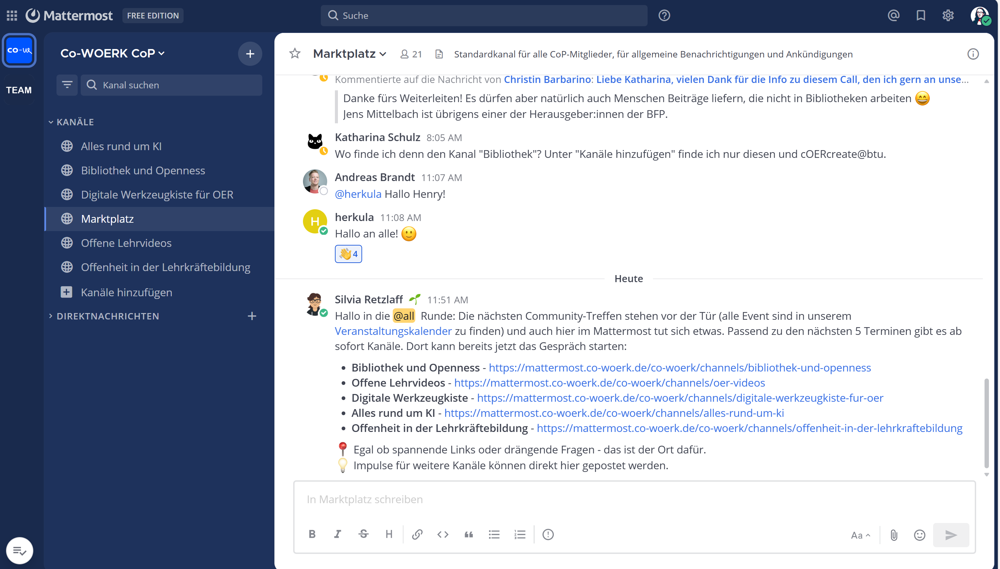 Mattermost FREE EDITION
Suche
co-w
TEAM
Co-WOERK CoP
Kanal suchen
KANÄLE
Alles rund um KI
Bibliothek und Openness
Digitale Werkzeugkiste für OER
Marktplatz
Offene Lehrvideos
Offenheit in der Lehrkräftebildung
Kanäle hinzufügen
DIREKTNACHRICHTEN
Marktplatz 21 Standardkanal für alle CoP-Mitglieder, für allgemeine Benachrichtigungen und Ankündigungen
Kommentierte auf die Nachricht von Christin Barbarino: Liebe Katharina, vielen Dank für die Info zu diesem Call, den ich gern an unse...
Danke fürs Weiterleiten! Es dürfen aber natürlich auch Menschen Beiträge liefern, die nicht in Bibliotheken arbeiten 😄
Jens Mittelbach ist übrigens einer der Herausgeber:innen der BFP.
Katharina Schulz 8:05 AM
Wo finde ich denn den Kanal "Bibliothek"? Unter "Kanäle hinzufügen" finde ich nur diesen und cOERcreate@btu.
Andreas Brandt 11:07 AM
@herkula Hallo Henry!
H
herkula 11:08 AM
Hallo an alle! 🙂
👋 4
Heute
Silvia Retzlaff 🌱 11:51 AM
Hallo in die @all Runde: Die nächsten Community-Treffen stehen vor der Tür (alle Event sind in unserem
Veranstaltungskalender zu finden) und auch hier im Mattermost tut sich etwas. Passend zu den nächsten 5 Terminen gibt es ab
sofort Kanäle. Dort kann bereits jetzt das Gespräch starten:
• Bibliothek und Openness - https://mattermost.co-woerk.de/co-woerk/channels/bibliothek-und-openness
• Offene Lehrvideos - https://mattermost.co-woerk.de/co-woerk/channels/oer-videos
• Digitale Werkzeugkiste - https://mattermost.co-woerk.de/co-woerk/channels/digitale-werkzeugkiste-fur-oer
• Alles rund um KI - https://mattermost.co-woerk.de/co-woerk/channels/alles-rund-um-ki
• Offenheit in der Lehrkräftebildung - https://mattermost.co-woerk.de/co-woerk/channels/offenheit-in-der-lehrkraftebildung
📍 Egal ob spannende Links oder drängende Fragen - das ist der Ort dafür.
💡 Impulse für weitere Kanäle können direkt hier gepostet werden.
In Marktplatz schreiben
B I S H Aa